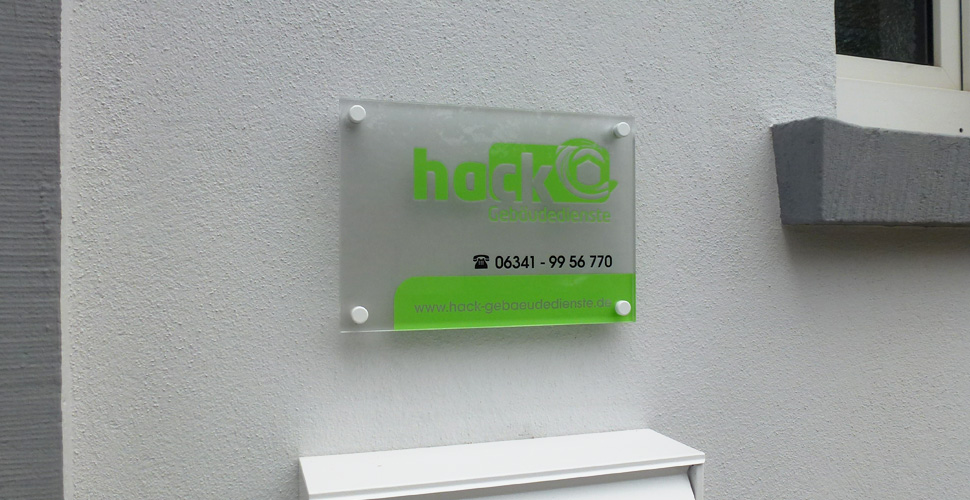 hack
Gebäudedienste
☎ 06341 - 99 56 770
www.hack-gebaeudedienste.de